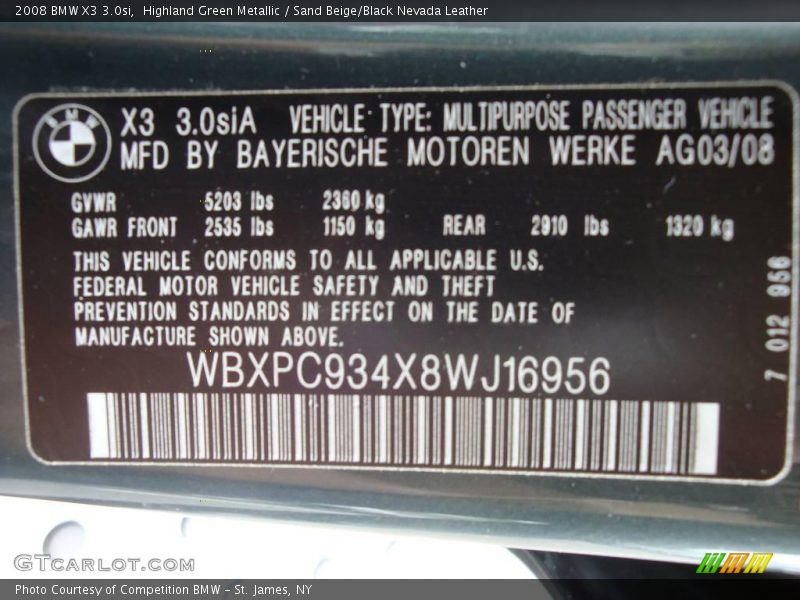 2008 BMW X3 3.0si, Highland Green Metallic / Sand Beige/Black Nevada Leather
BMW
X3 3.0siA VEHICLE TYPE: MULTIPURPOSE PASSENGER VEHICLE
MFD BY BAYERISCHE MOTOREN WERKE AG03/08
GVWR 5203 lbs 2360 kg
GAWR FRONT 2535 lbs 1150 kg REAR 2910 lbs 1320 kg
THIS VEHICLE CONFORMS TO ALL APPLICABLE U.S.
FEDERAL MOTOR VEHICLE SAFETY AND THEFT
PREVENTION STANDARDS IN EFFECT ON THE DATE OF
MANUFACTURE SHOWN ABOVE.
WBXPC934X8WJ16956
7 012 956
GTCARLOT.COM
Photo Courtesy of Competition BMW - St. James, NY